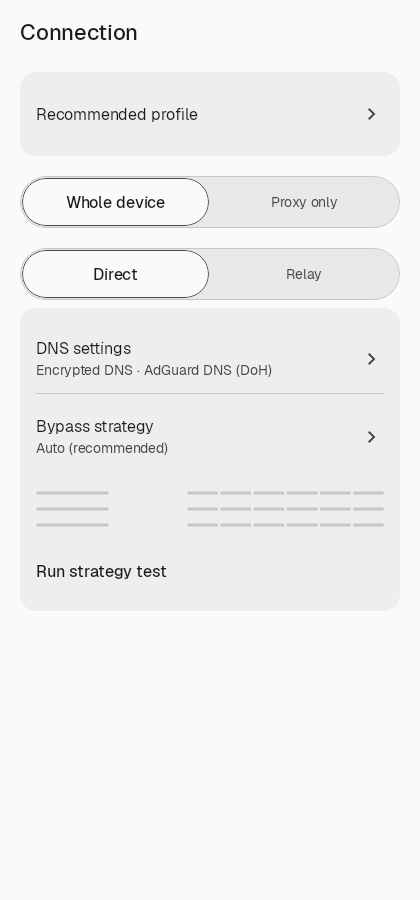 Connection
Recommended profile
Whole device
Proxy only
Direct
Relay
DNS settings
Encrypted DNS · AdGuard DNS (DoH)
Bypass strategy
Auto (recommended)
Run strategy test